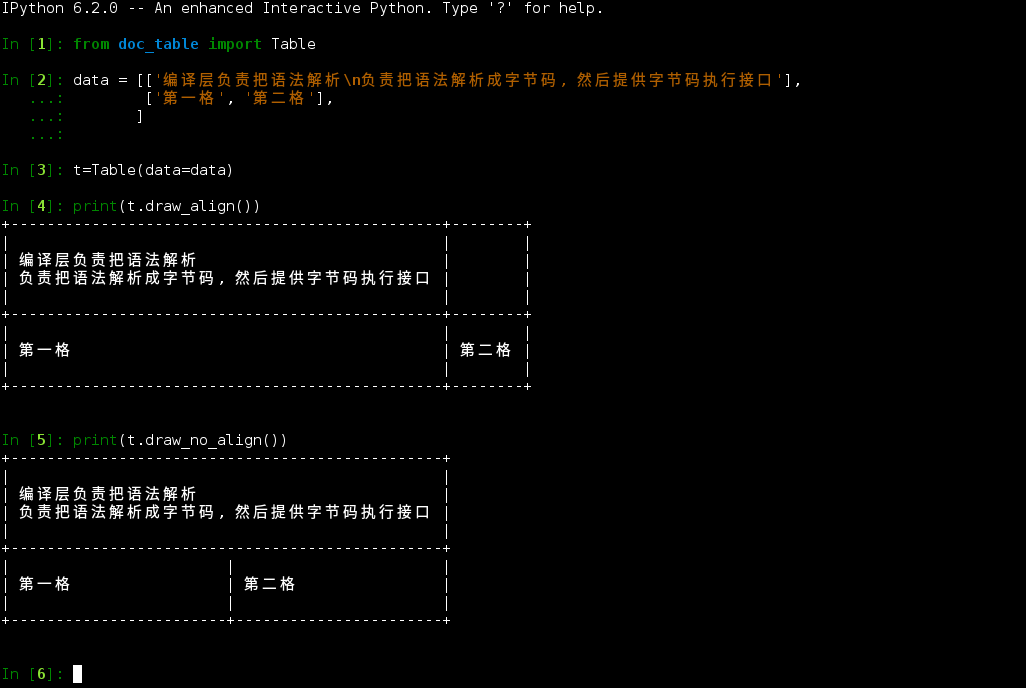 IPython 6.2.0 -- An enhanced Interactive Python. Type '?' for help.
In [1]: from doc_table import Table
In [2]: data = [['编译层负责把语法解析\n负责把语法解析成字节码，然后提供字节码执行接口'],
   ...:         ['第一格', '第二格'],
   ...:        ]
   ...:
In [3]: t=Table(data=data)
In [4]: print(t.draw_align())
+------------------------------------------------+--------+
|                                                |        |
| 编译层负责把语法解析                           |        |
| 负责把语法解析成字节码，然后提供字节码执行接口 |        |
|                                                |        |
+------------------------------------------------+--------+
|                                                |        |
| 第一格                                         | 第二格 |
|                                                |        |
+------------------------------------------------+--------+
In [5]: print(t.draw_no_align())
+------------------------------------------------+
|                                                |
| 编译层负责把语法解析                           |
| 负责把语法解析成字节码，然后提供字节码执行接口 |
|                                                |
+------------------------------------------------+
|                        |                       |
| 第一格                 | 第二格                |
|                        |                       |
+------------------------+-----------------------+
In [6]: